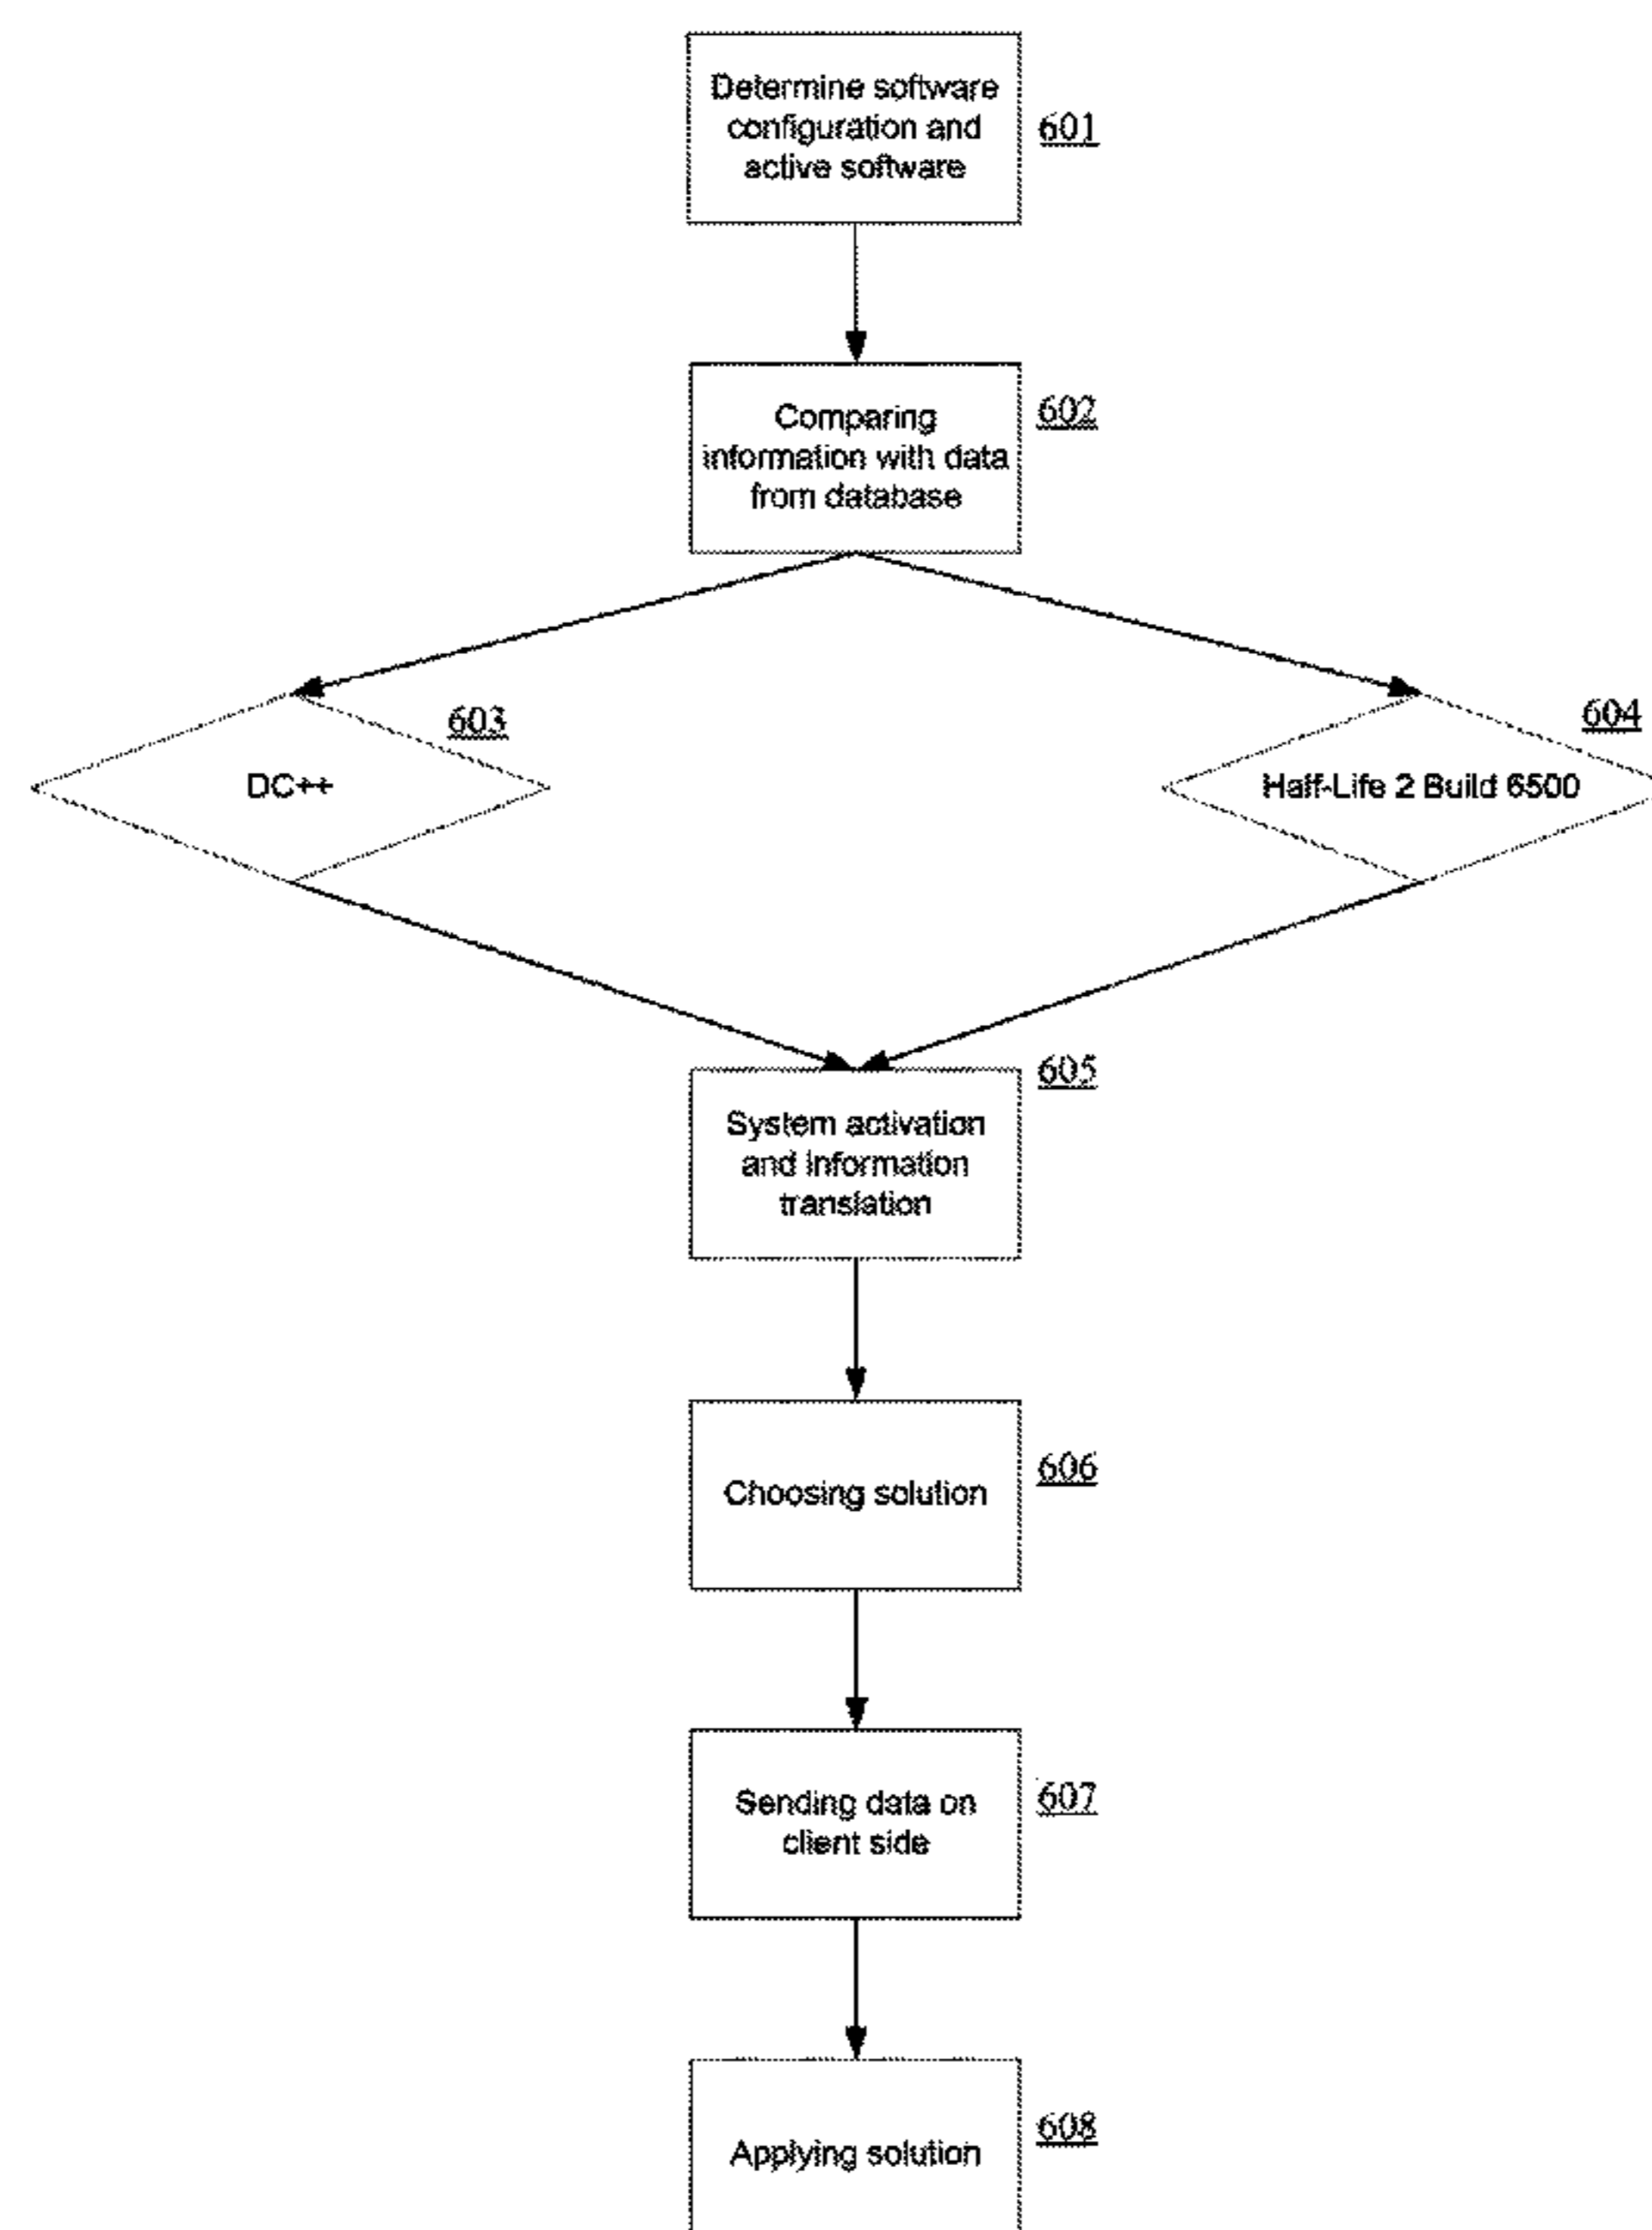 Determine software
configuration and
active software
601
Comparing
information with data
from database
602
603
DC++
604
Half-Life 2 Build 6500
605
System activation
and information
translation
606
Choosing solution
607
Sending data on
client side
608
Applying solution